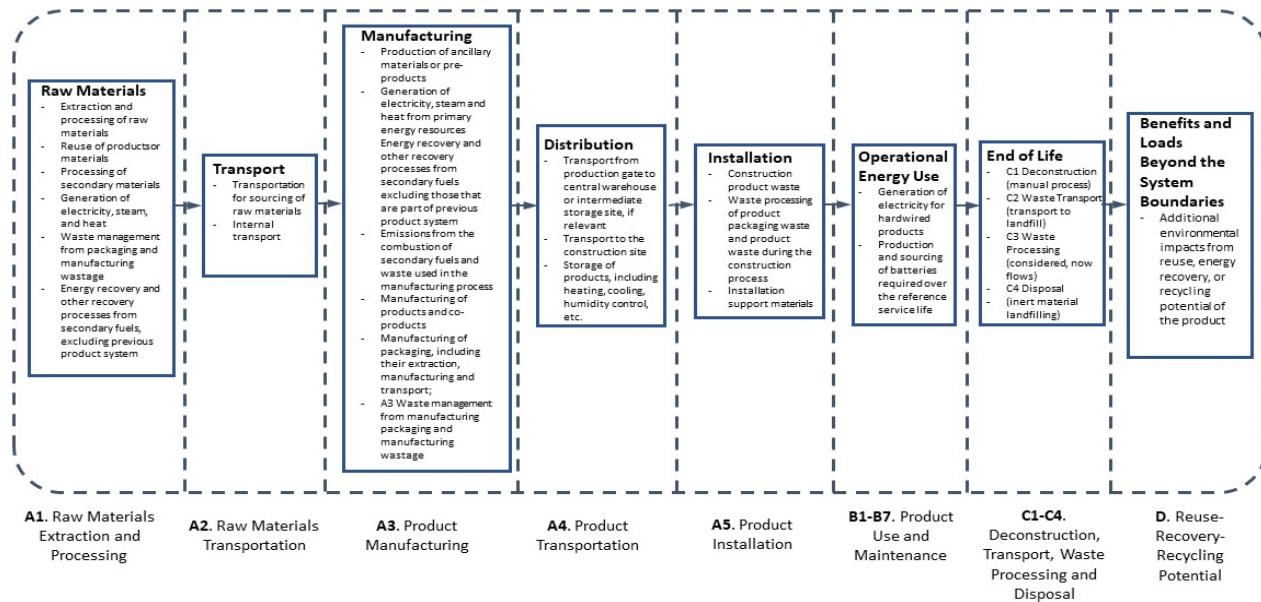 Raw Materials
- Extraction and
processing of raw
materials
- Reuse of productsor
materials
- Processing of
secondary materials
- Generation of
electricity, steam,
and heat
- Waste management
from packaging and
manufacturing
wastage
- Energy recovery and
other recovery
processes from
secondary fuels,
excluding previous
product system
Transport
- Transportation
for sourcing of
raw materials
- Internal
transport
Manufacturing
- Production of ancillary
materials or pre-
products
- Generation of
electricity, steam and
heat from primary
energy resources
Energy recovery and
other recovery
processes from
secondary fuels
excluding those that
are part of previous
product system
- Emissions from the
combustion of
secondary fuels and
waste used in the
manufacturing process
- Manufacturing of
products and co-
products
- Manufacturing of
packaging, including
their extraction,
manufacturing and
transport;
- A3 Waste management
from manufacturing
packaging and
manufacturing
wastage
Distribution
- Transport from
production gate to
central warehouse
or intermediate
storage site, if
relevant
- Transport to the
construction site
- Storage of
products, including
heating, cooling,
humidity control,
etc.
Installation
- Construction
product waste
- Waste processing of
product
packaging waste
and product
waste during the
construction
process
- Installation
support materials
Operational
Energy Use
- Generation of
electricity for
hardwired
products
- Production
and sourcing
of batteries
required over
the reference
service life
End of Life
- C1 Deconstruction
(manual process)
- C2 Waste Transport
(transport to
landfill)
- C3 Waste
Processing
(considered, now
flows)
- C4 Disposal
- (inert material
landfilling)
Benefits and
Loads
Beyond the
System
Boundaries
- Additional
environmental
impacts from
reuse, energy
recovery, or
recycling
potential of
the product
A1. Raw Materials
Extraction and
Processing
A2. Raw Materials
Transportation
A3. Product
Manufacturing
A4. Product
Transportation
A5. Product
Installation
B1-B7. Product
Use and
Maintenance
C1-C4.
Deconstruction,
Transport, Waste
Processing and
Disposal
D. Reuse-
Recovery-
Recycling
Potential